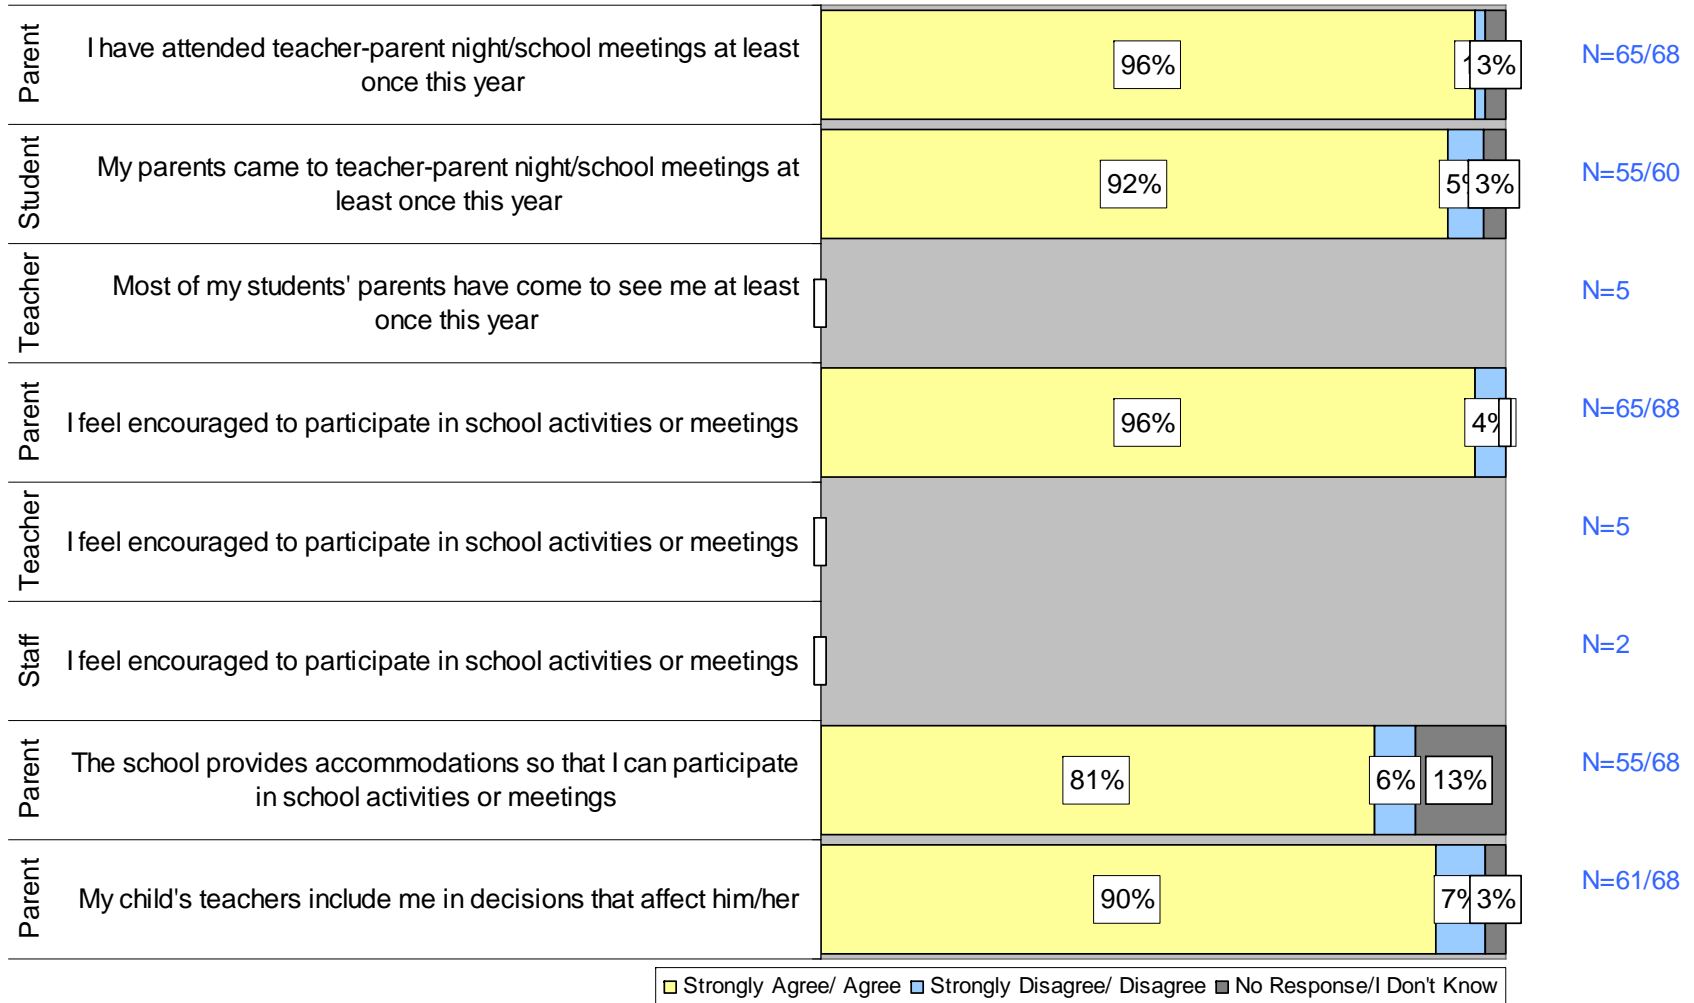 Parent
I have attended teacher-parent night/school meetings at least
once this year
96%
3%
N=65/68
Student
My parents came to teacher-parent night/school meetings at
least once this year
92%
5%
3%
N=55/60
Teacher
Most of my students' parents have come to see me at least
once this year
N=5
Parent
I feel encouraged to participate in school activities or meetings
96%
4%
N=65/68
Teacher
I feel encouraged to participate in school activities or meetings
N=5
Staff
I feel encouraged to participate in school activities or meetings
N=2
Parent
The school provides accommodations so that I can participate
in school activities or meetings
81%
6%
13%
N=55/68
Parent
My child's teachers include me in decisions that affect him/her
90%
7%
3%
N=61/68
Strongly Agree/ Agree
Strongly Disagree/ Disagree
No Response/I Don't Know